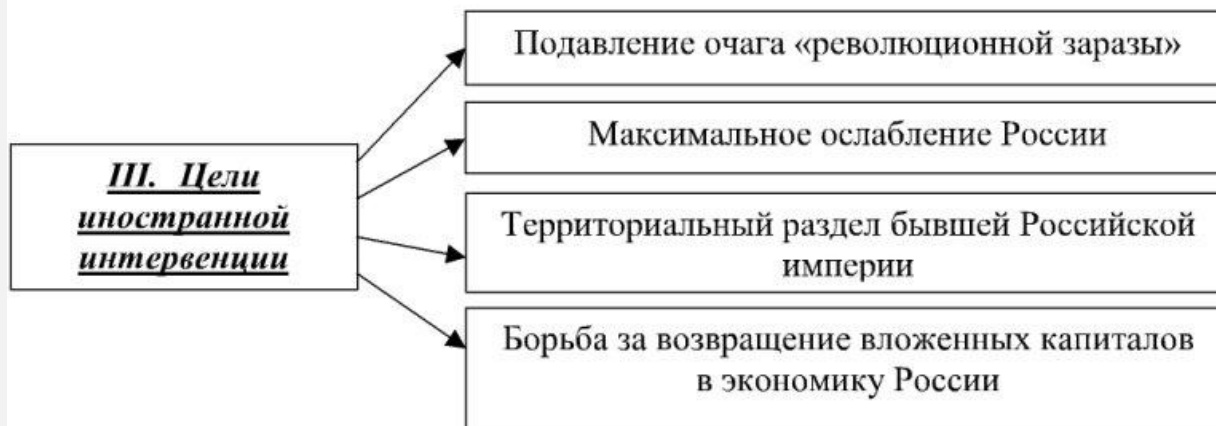 III. Цели
иностранной
интервенции
Подавление очага «революционной заразы»
Максимальное ослабление России
Территориальный раздел бывшей Российской
империи
Борьба за возвращение вложенных капиталов
в экономику России